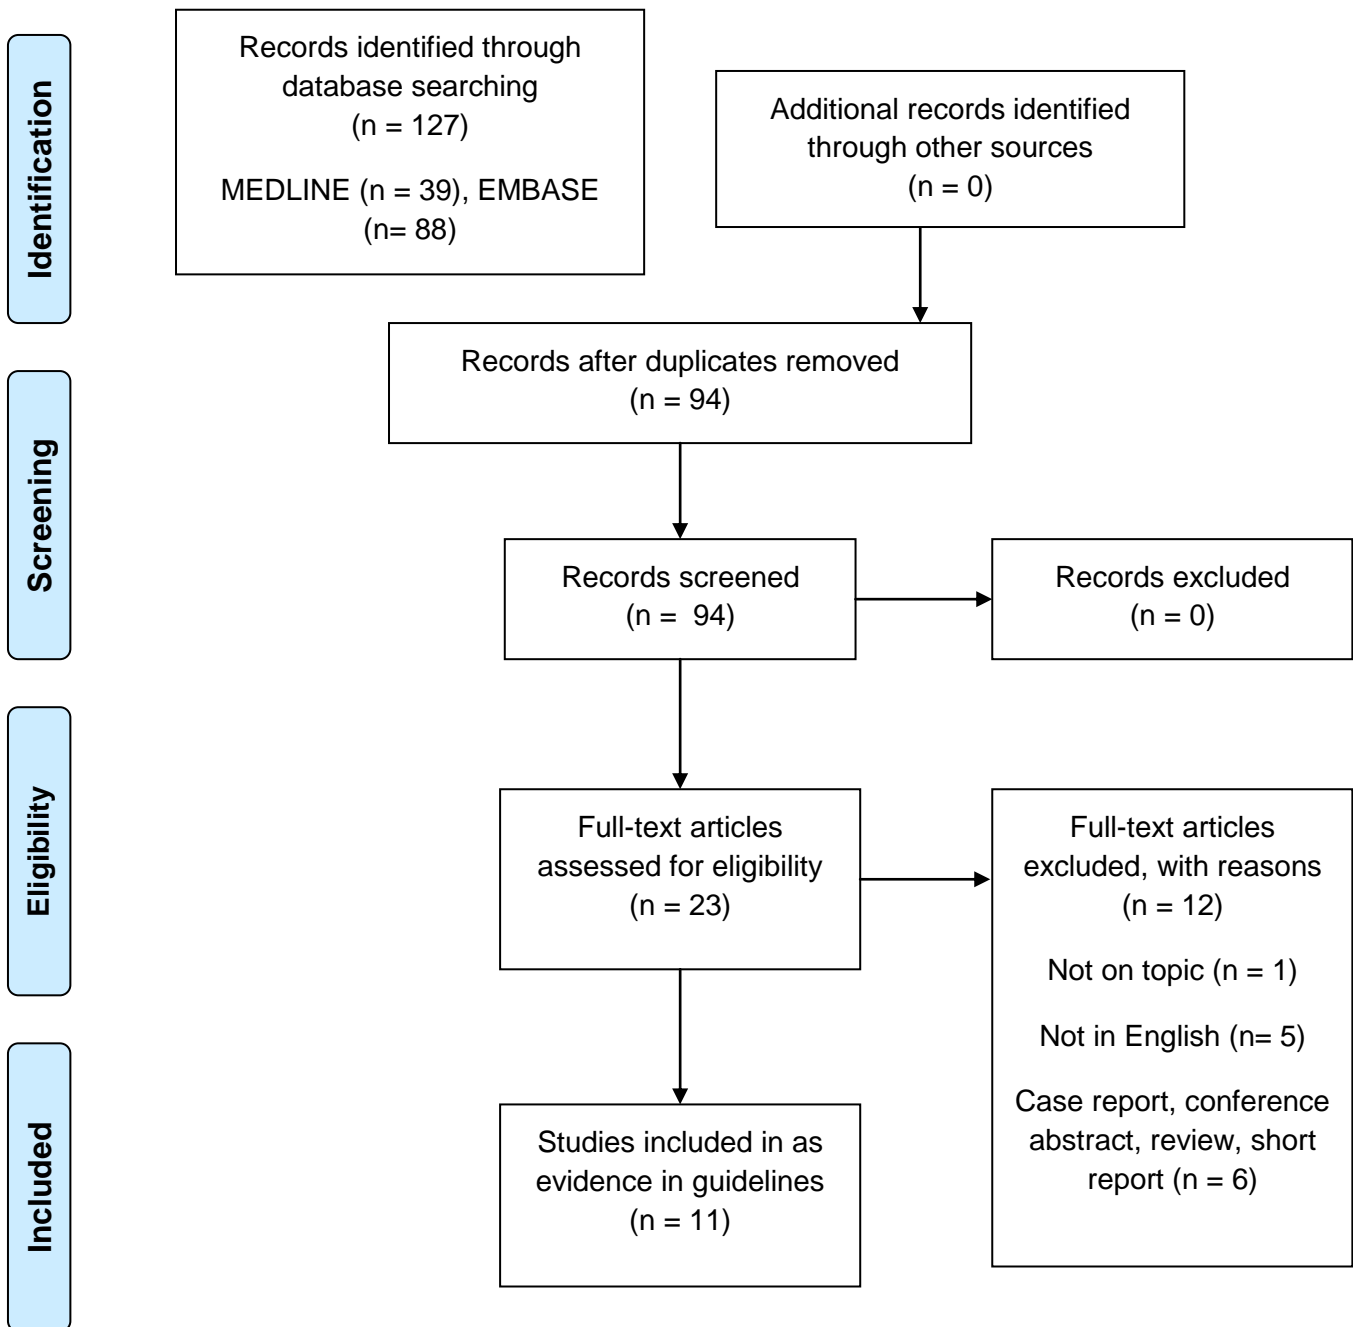 Identification
Records identified through
database searching
(n = 127)
MEDLINE (n = 39), EMBASE
(n= 88)
Additional records identified
through other sources
(n = 0)
Screening
Records after duplicates removed
(n = 94)
Records screened
(n =  94)
Records excluded
(n = 0)
Eligibility
Full-text articles
assessed for eligibility
(n = 23)
Full-text articles
excluded, with reasons
(n = 12)
Not on topic (n = 1)
Not in English (n= 5)
Case report, conference
abstract, review, short
report (n = 6)
Included
Studies included in as
evidence in guidelines
(n = 11)